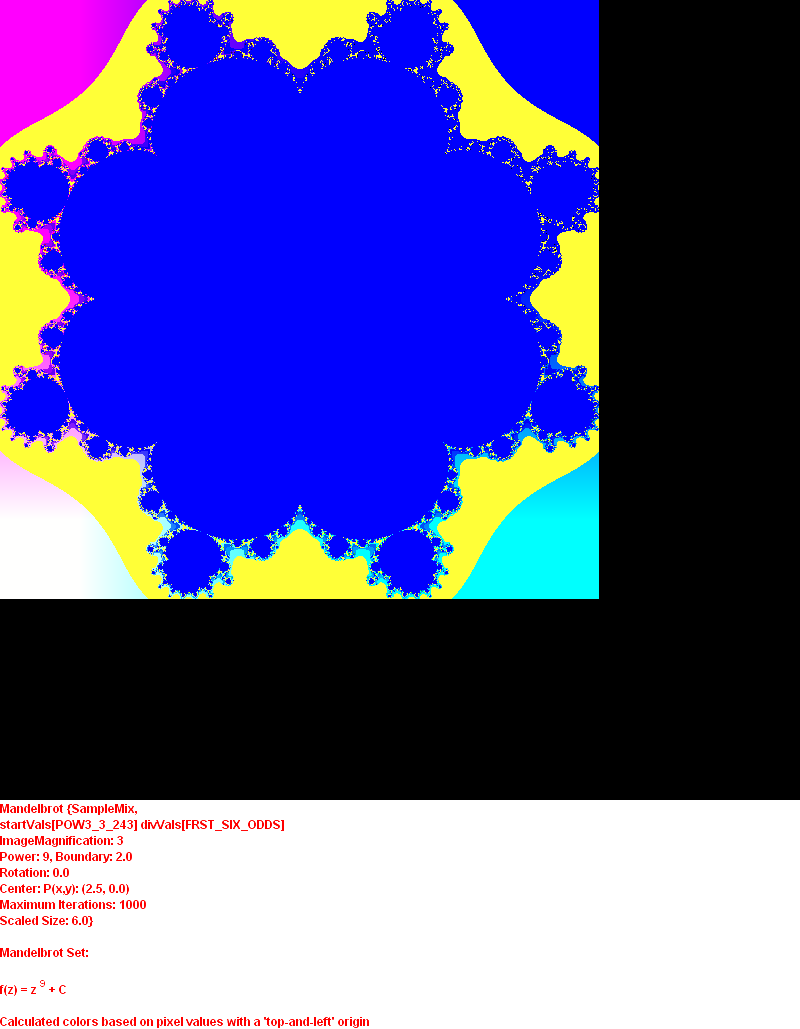 Mandelbrot {SampleMix,
startVals[POW3_3_243] divVals[FRST_SIX_ODDS]
ImageMagnification: 3
Power: 9, Boundary: 2.0
Rotation: 0.0
Center: P(x,y): (2.5, 0.0)
Maximum Iterations: 1000
Scaled Size: 6.0}
Mandelbrot Set:
f(z) = z ⁹ + C
Calculated colors based on pixel values with a 'top-and-left' origin